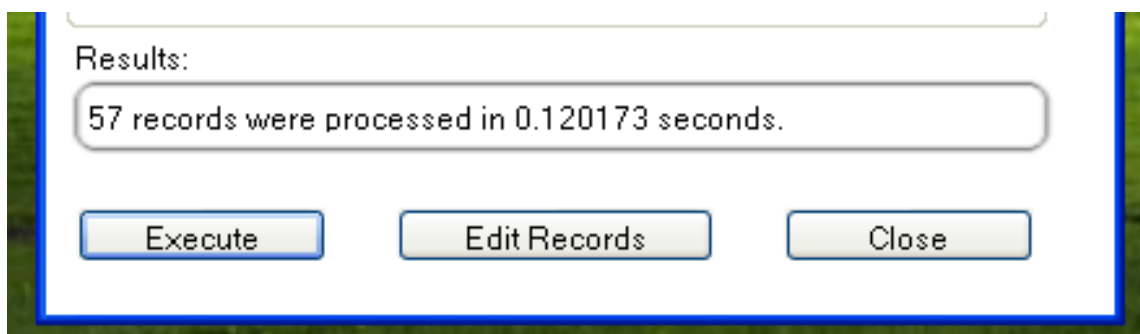 Results:
57 records were processed in 0.120173 seconds.
Execute Edit Records Close